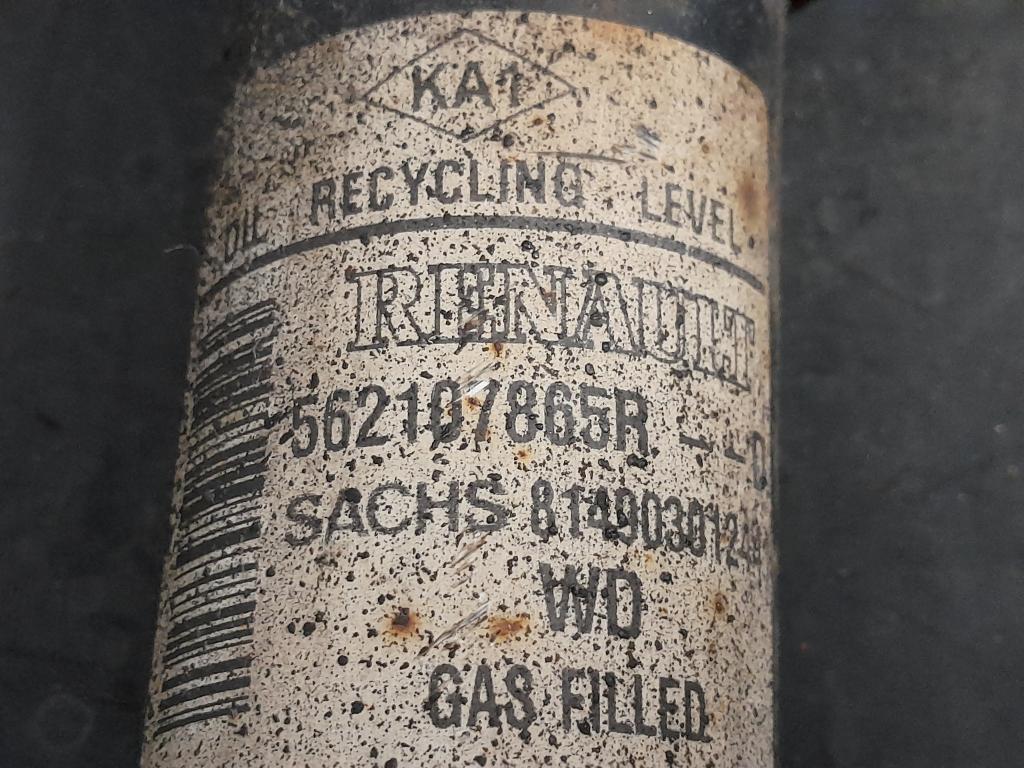 KA1
OIL RECYCLING LEVEL.
RENAULT
562107865R --D
SACHS
WD
GAS FILLED